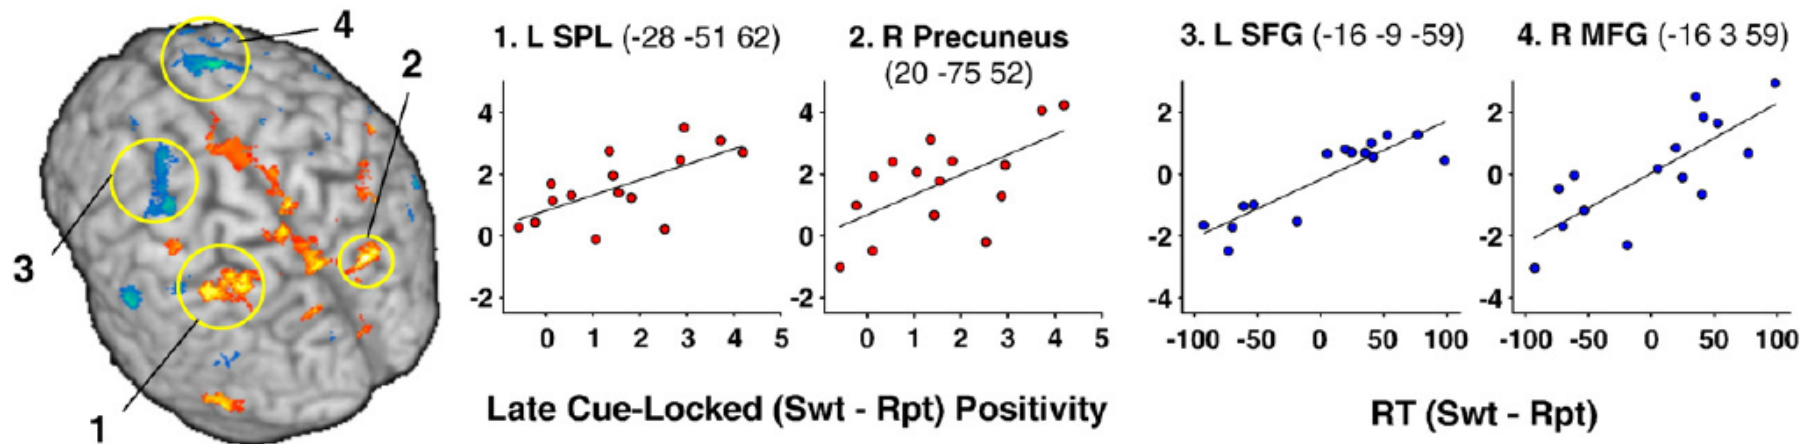 4
2
3
1
1. L SPL (-28 -51 62)
4
2
0
-2
0 1 2 3 4 5
2. R Precuneus
(20 -75 52)
4
2
0
-2
0 1 2 3 4 5
Late Cue-Locked (Swt - Rpt) Positivity
3. L SFG (-16 -9 -59)
2
0
-2
-4
-100 -50 0 50 100
4. R MFG (-16 3 59)
2
0
-2
-4
-100 -50 0 50 100
RT (Swt - Rpt)